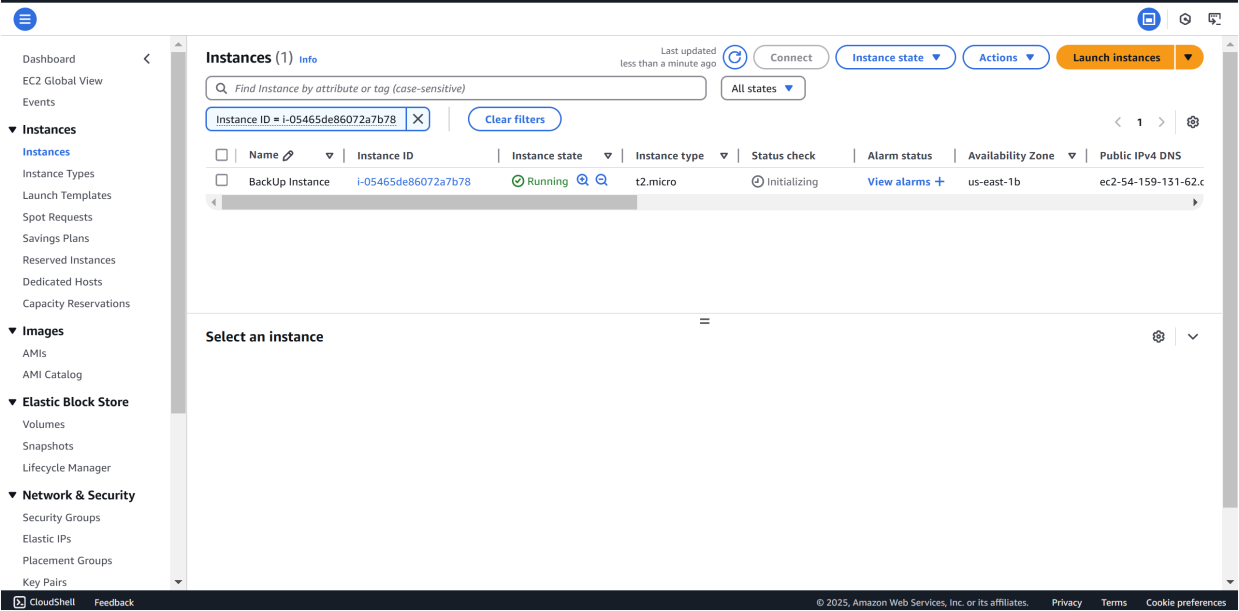 Dashboard
EC2 Global View
Events
Instances
Instances
Instance Types
Launch Templates
Spot Requests
Savings Plans
Reserved Instances
Dedicated Hosts
Capacity Reservations
Images
AMIs
AMI Catalog
Elastic Block Store
Volumes
Snapshots
Lifecycle Manager
Network & Security
Security Groups
Elastic IPs
Placement Groups
Key Pairs
Instances (1) Info
Last updated
less than a minute ago
Connect
Instance state
Actions
Launch instances
Find Instance by attribute or tag (case-sensitive)
All states
Instance ID = i-05465de86072a7b78
Clear filters
1
Name Instance ID Instance state Instance type Status check Alarm status Availability Zone Public IPv4 DNS
BackUp Instance i-05465de86072a7b78 Running t2.micro Initializing View alarms + us-east-1b ec2-54-159-131-62.c
Select an instance
CloudShell Feedback © 2025, Amazon Web Services, Inc. or its affiliates. Privacy Terms Cookie preferences